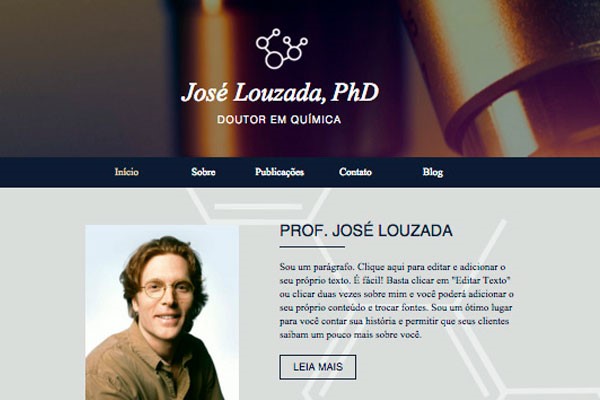 José Louzada, PhD
DOUTOR EM QUÍMICA
Início Sobre Publicações Contato Blog
PROF. JOSÉ LOUZADA
Sou um parágrafo. Clique aqui para editar e adicionar o
seu próprio texto. É fácil! Basta clicar em "Editar Texto"
ou clicar duas vezes sobre mim e você poderá adicionar o
seu próprio conteúdo e trocar fontes. Sou um ótimo lugar
para você contar sua história e permitir que seus clientes
saibam um pouco mais sobre você.
LEIA MAIS